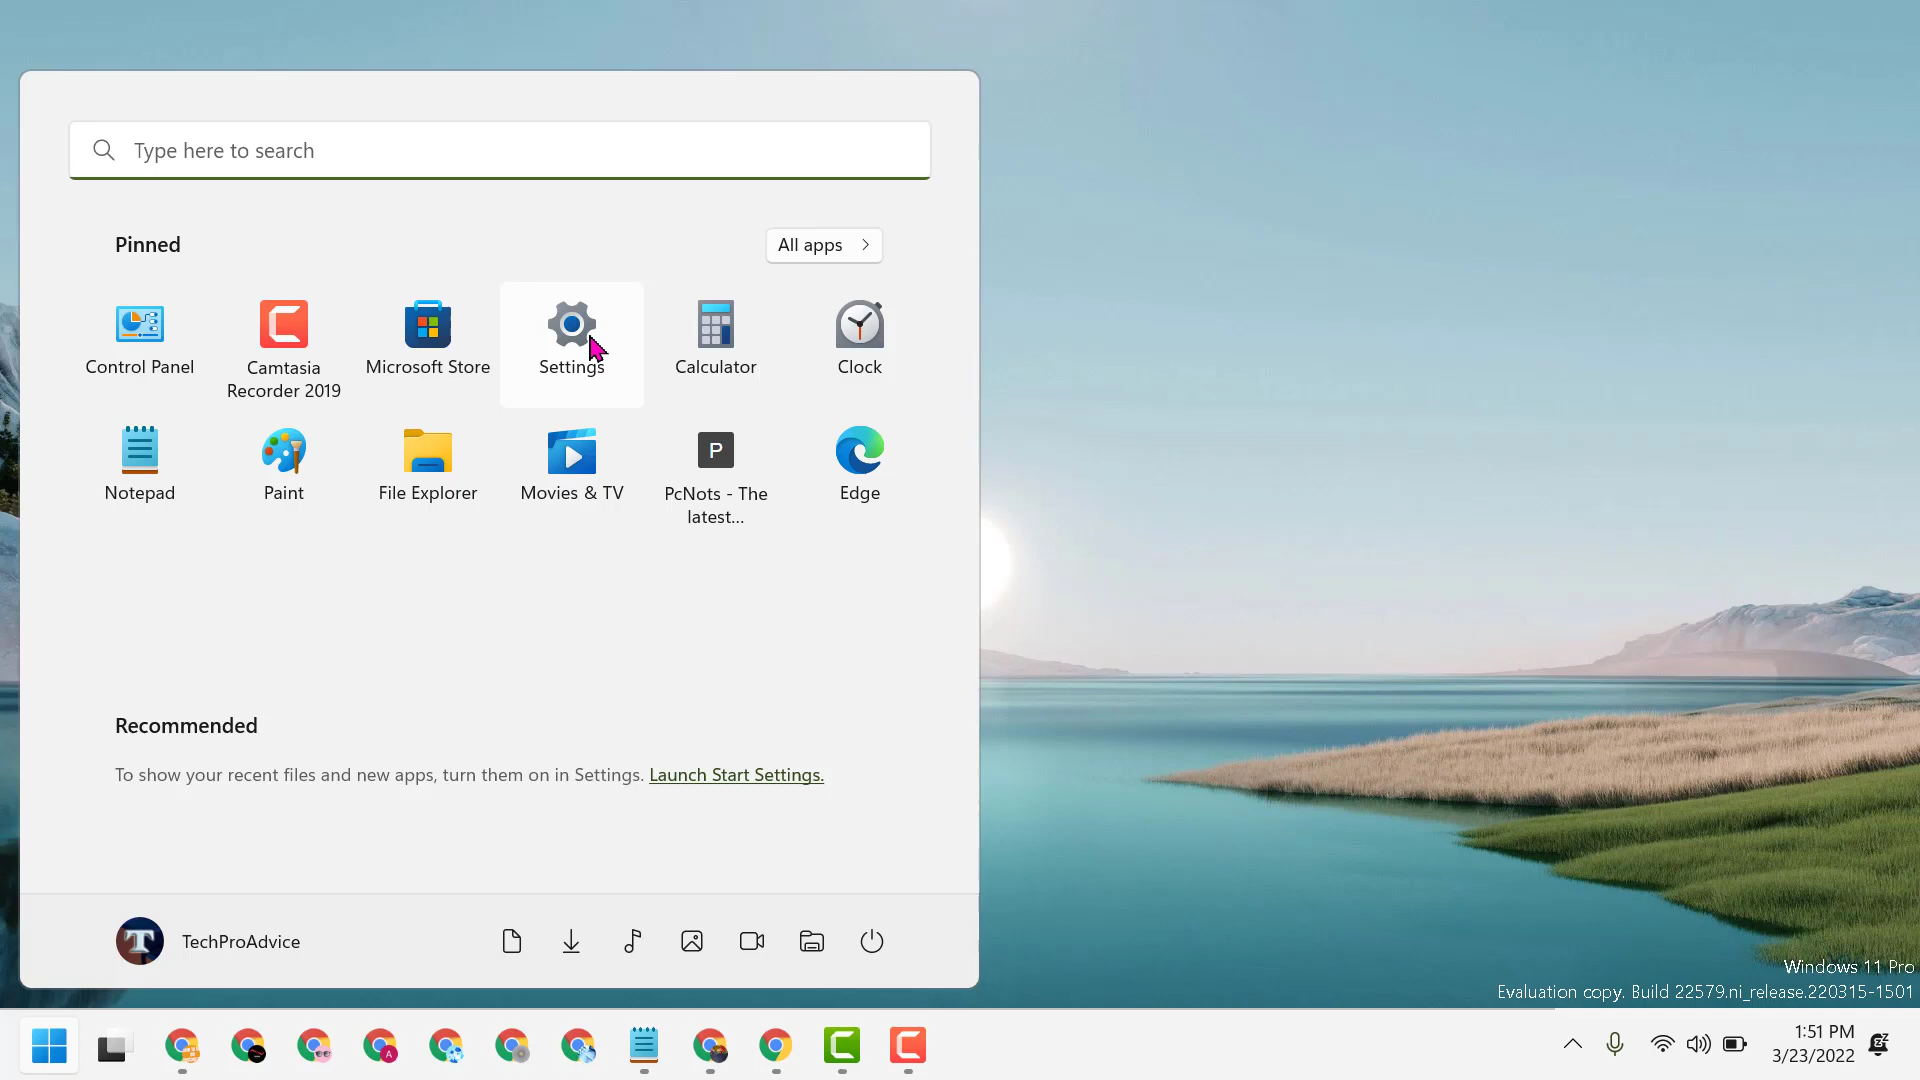 Type here to search
Pinned
All apps
Control Panel
Camtasia
Recorder 2019
Microsoft Store
Settings
Calculator
Clock
Notepad
Paint
File Explorer
Movies & TV
P
PcNots - The
latest...
Edge
Recommended
To show your recent files and new apps, turn them on in Settings. Launch Start Settings.
T
TechProAdvice
Windows 11 Pro
Evaluation copy. Build 22579.ni_release.220315-1501
A
1:51 PM
3/23/2022